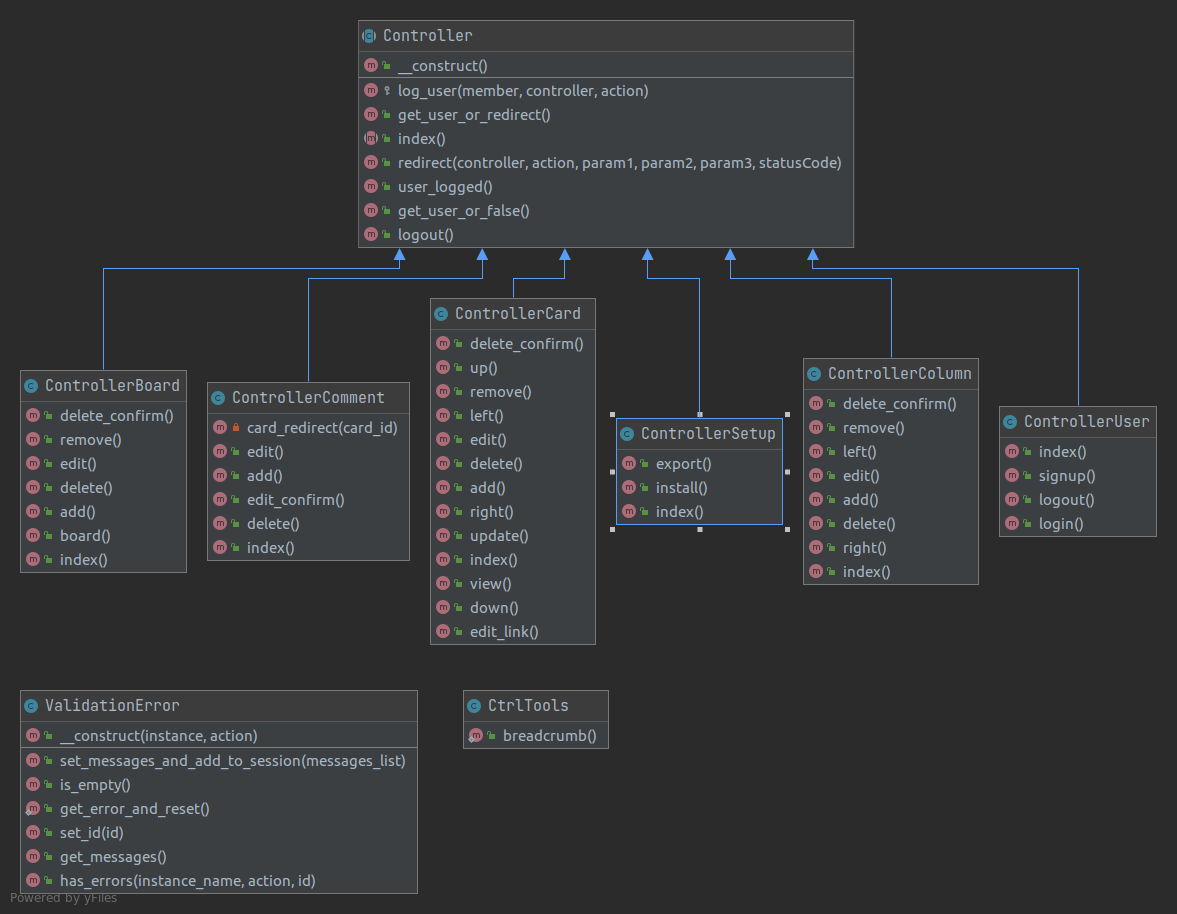 Controller
__construct()
log_user(member, controller, action)
get_user_or_redirect()
index()
redirect(controller, action, param1, param2, param3, statusCode)
user_logged()
get_user_or_false()
logout()
ControllerBoard
delete_confirm()
remove()
edit()
delete()
add()
board()
index()
ControllerComment
card_redirect(card_id)
edit()
add()
edit_confirm()
delete()
index()
ControllerCard
delete_confirm()
up()
remove()
left()
edit()
delete()
add()
right()
update()
index()
view()
down()
edit_link()
ControllerSetup
export()
install()
index()
ControllerColumn
delete_confirm()
remove()
left()
edit()
add()
delete()
right()
index()
ControllerUser
index()
signup()
logout()
login()
ValidationError
__construct(instance, action)
set_messages_and_add_to_session(messages_list)
is_empty()
get_error_and_reset()
set_id(id)
get_messages()
has_errors(instance_name, action, id)
CtrlTools
breadcrumb()
Powered by yFiles